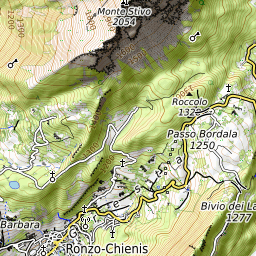 Monte Stivo
2054
Roccolo
132
Passo Bordala
1250
Bivio dei La
1277
Barbara
Ronzo-Chienis